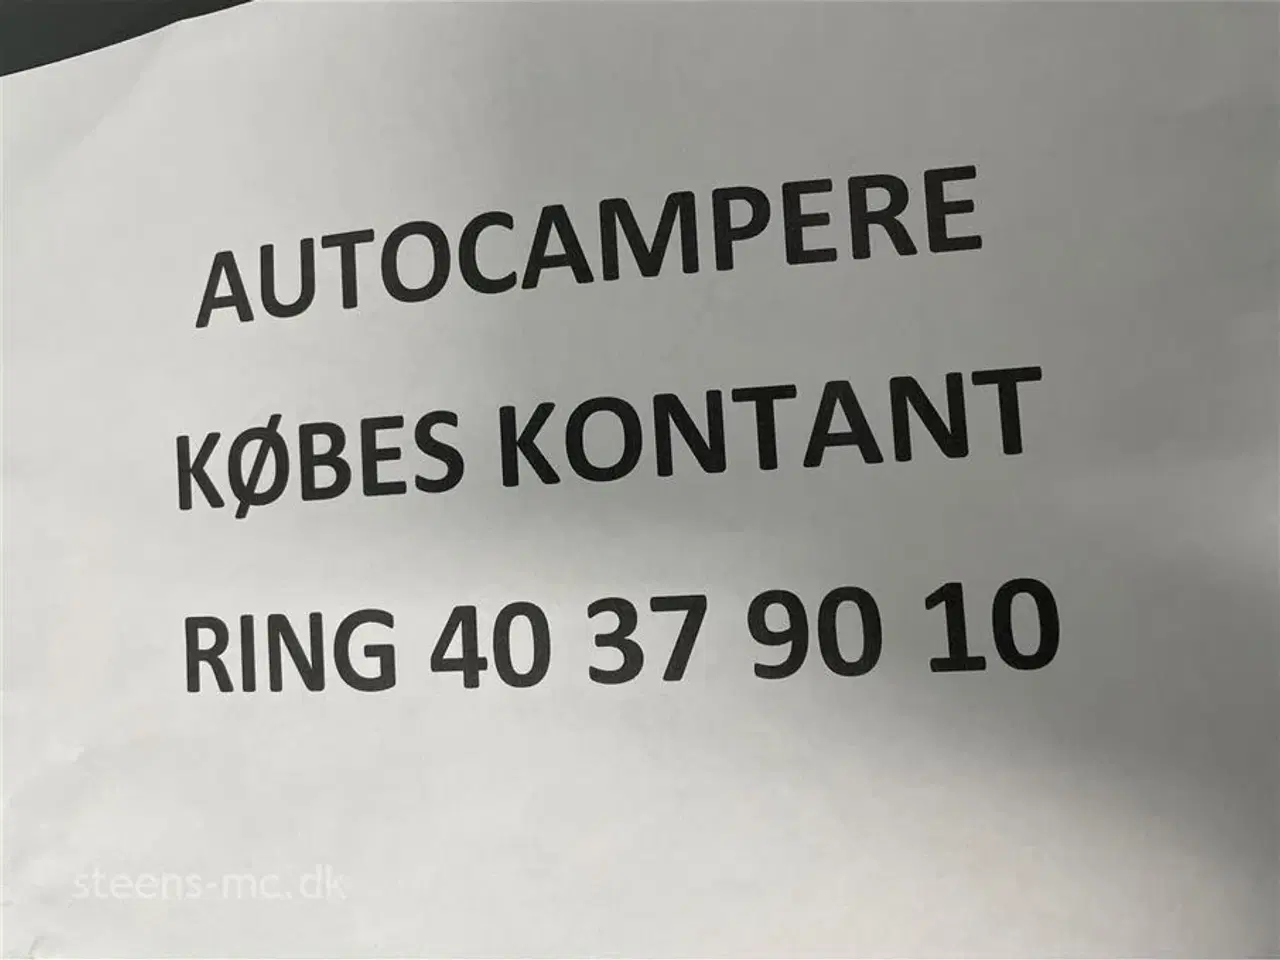 AUTOCAMPERE
KØBES KONTANT
RING 40 37 90 10
steens-mc.dk